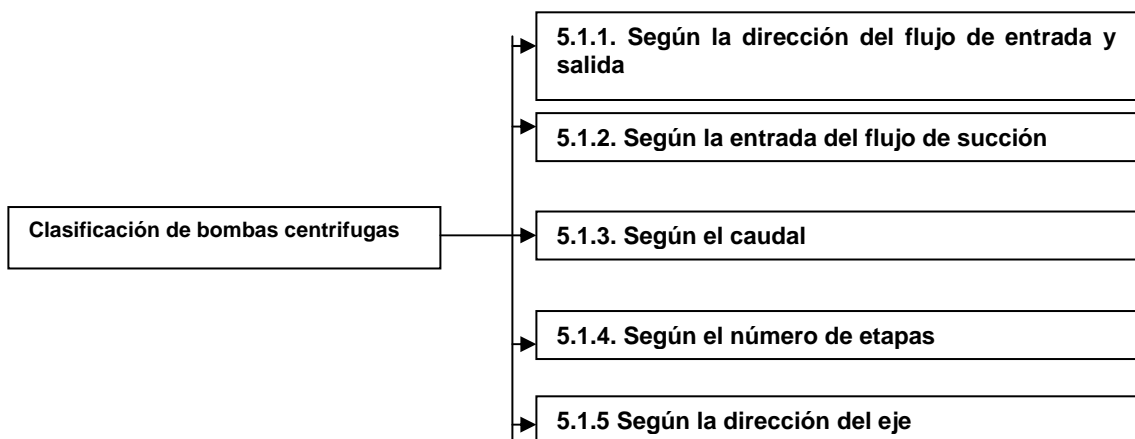 5.1.1. Según la dirección del flujo de entrada y
salida
5.1.2. Según la entrada del flujo de succión
Clasificación de bombas centrifugas
5.1.3. Según el caudal
5.1.4. Según el número de etapas
5.1.5 Según la dirección del eje